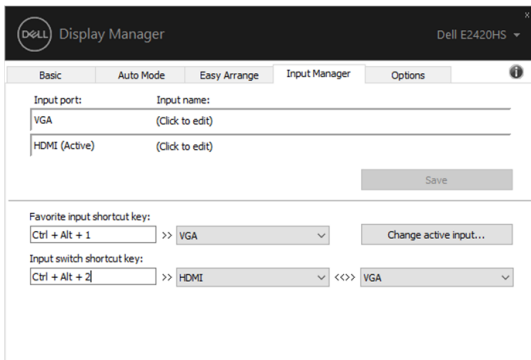 DELL Display Manager Dell E2420HS
Basic Auto Mode Easy Arrange Input Manager Options
Input port: Input name:
VGA (Click to edit)
HDMI (Active) (Click to edit)
Save
Favorite input shortcut key:
Ctrl + Alt + 1 >> VGA Change active input...
Input switch shortcut key:
Ctrl + Alt + 2 >> HDMI <<>> VGA